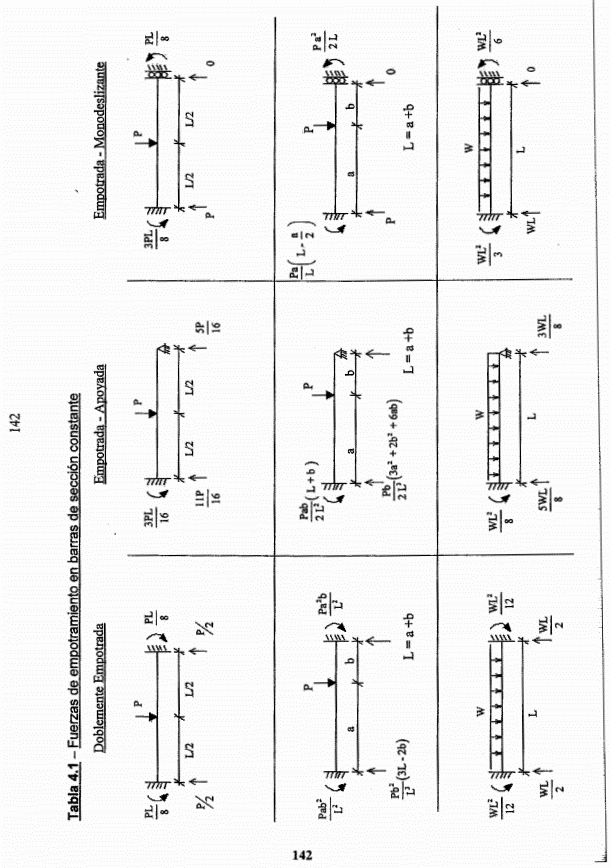 142
Tabla 4.1 – Fuerzas de empotramiento en barras de sección constante
Doblemente Empotrada
Empotrada - Apoyada
Empotrada - Monodeslizante
PL/8
P
PL/8
L/2
L/2
P/2
P/2
3PL/16
P
L/2
L/2
11P/16
5P/16
3PL/8
P
PL/8
L/2
L/2
P
0
Pab²/L²
P
Pa²b/L²
a
b
Pb²/L³(3L - 2b)
L = a+b
Pab/2L²(L + b)
P
a
b
Pb/2L³(3a² + 2b² + 6ab)
L = a+b
Pa/L(L - a/2)
P
Pa²/2L
a
b
P
0
L = a+b
WL²/12
W
WL²/12
L
WL/2
WL/2
WL²/8
W
L
5WL/8
3WL/8
WL²/3
W
WL²/6
L
WL
0
142